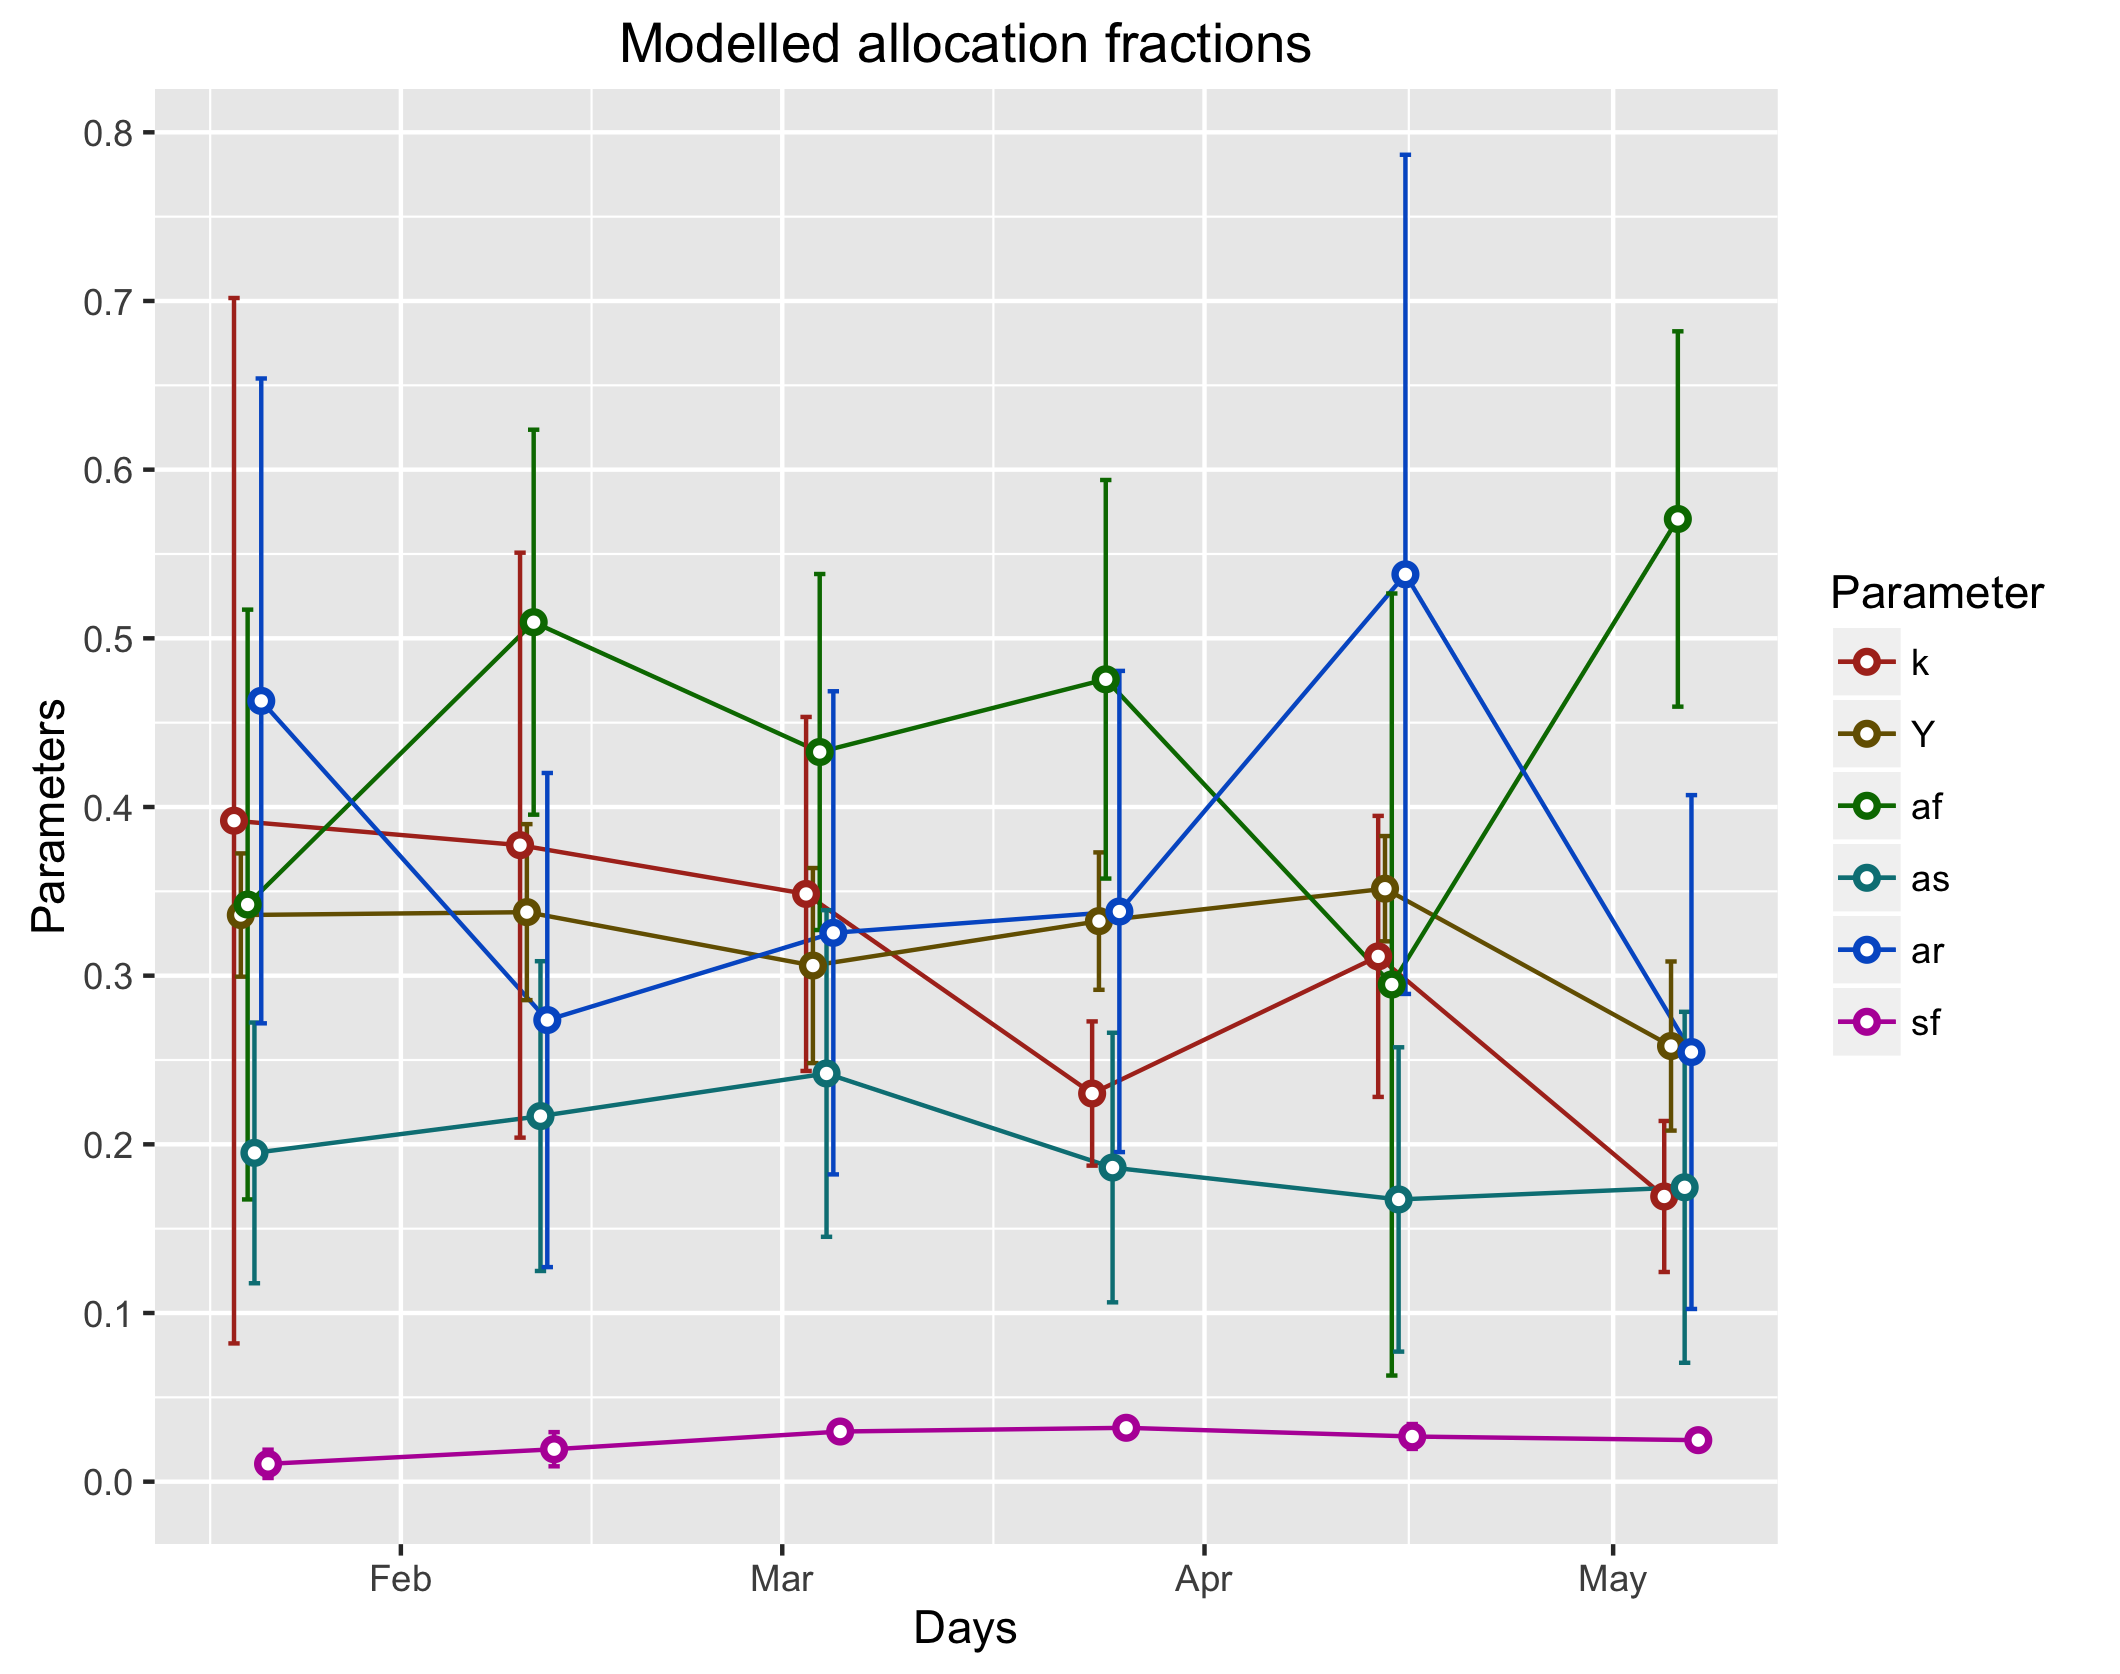 Modelled allocation fractions
0.8
0.7
0.6
0.5
0.4
0.3
0.2
0.1
0.0
Parameters
Feb Mar Apr May
Days
Parameter
k
Y
af
as
ar
sf